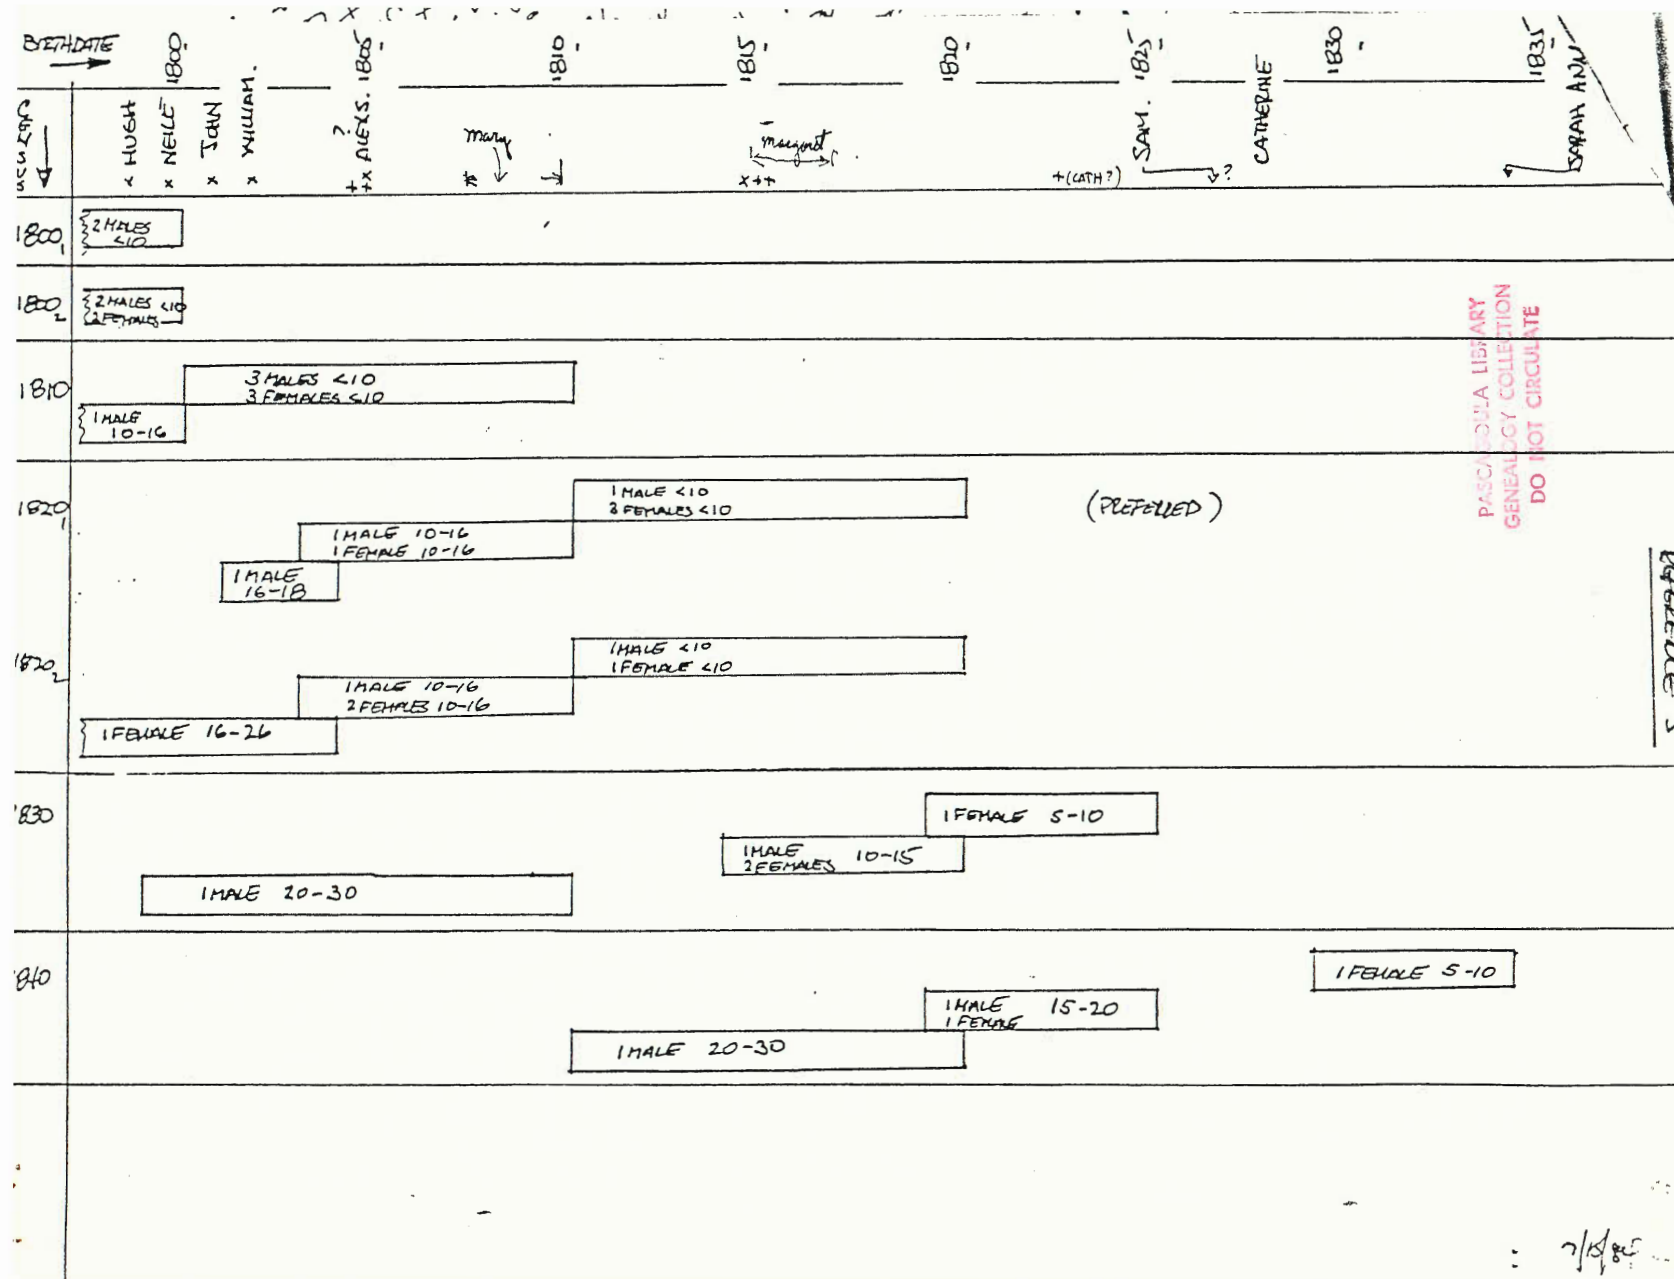 BIRTHDATE
1800
1805
1810
1815
1820
1825
1830
1835
CENSUS
HUGH
x NEILE
x JOHN
x WILLIAM.
?
++x ALEXS.
Mary
Margaret
x++
+(CATH?)
SAM.
?
CATHERINE
SARAH ANN
1800 1
2 MALES
<10
1800 2
2 MALES <10
2 FEMALES
1810
3 MALES <10
3 FEMALES <10
1 MALE
10-16
1820 1
1 MALE <10
3 FEMALES <10
(PREFERRED)
1 MALE 10-16
1 FEMALE 10-16
1 MALE
16-18
1820 2
1 MALE <10
1 FEMALE <10
1 MALE 10-16
2 FEMALES 10-16
1 FEMALE 16-26
1830
1 FEMALE 5-10
1 MALE
2 FEMALES 10-15
1 MALE 20-30
1840
1 FEMALE 5-10
1 MALE 15-20
1 FEMALE
1 MALE 20-30
PASCAGOULA LIBRARY
GENEALOGY COLLECTION
DO NOT CIRCULATE